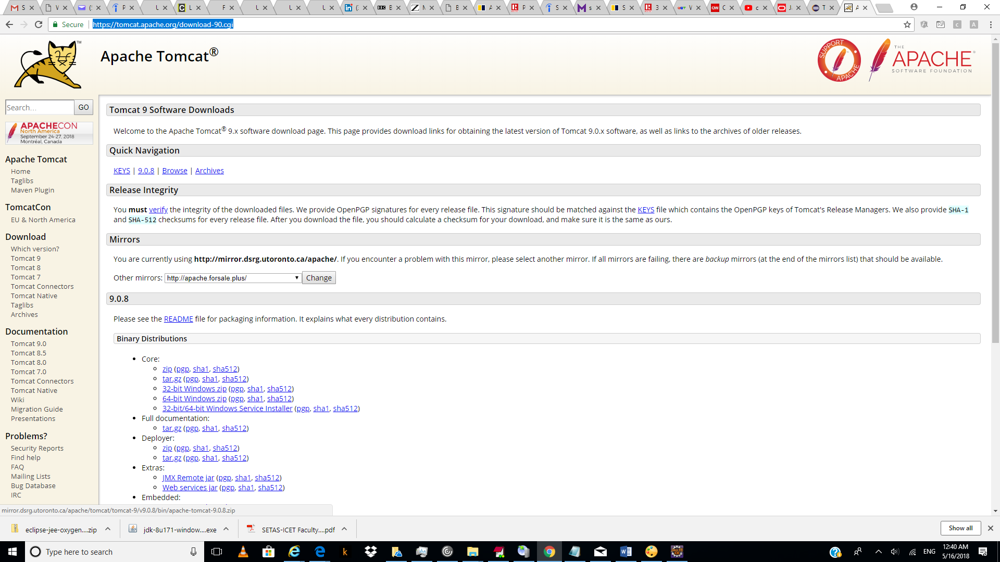 S
V
(:
P
U
L
F
U
U
U
(:
B
N
B
A
P
S
s
S
3
V
C
c
J
T
A
Secure
https://tomcat.apache.org/download-90.cgi
TM
Apache Tomcat®
SUPPORT
APACHE
THE
APACHE
SOFTWARE FOUNDATION
Search…
GO
APACHECON
North America
September 24-27, 2018
Montréal, Canada
Apache Tomcat
Home
Taglibs
Maven Plugin
TomcatCon
EU & North America
Download
Which version?
Tomcat 9
Tomcat 8
Tomcat 7
Tomcat Connectors
Tomcat Native
Taglibs
Archives
Documentation
Tomcat 9.0
Tomcat 8.5
Tomcat 8.0
Tomcat 7.0
Tomcat Connectors
Tomcat Native
Wiki
Migration Guide
Presentations
Problems?
Security Reports
Find help
FAQ
Mailing Lists
Bug Database
IRC
Tomcat 9 Software Downloads
Welcome to the Apache Tomcat® 9.x software download page. This page provides download links for obtaining the latest version of Tomcat 9.0.x software, as well as links to the archives of older releases.
Quick Navigation
KEYS | 9.0.8 | Browse | Archives
Release Integrity
You must verify the integrity of the downloaded files. We provide OpenPGP signatures for every release file. This signature should be matched against the KEYS file which contains the OpenPGP keys of Tomcat's Release Managers. We also provide SHA-1
and SHA-512 checksums for every release file. After you download the file, you should calculate a checksum for your download, and make sure it is the same as ours.
Mirrors
You are currently using http://mirror.dsrg.utoronto.ca/apache/. If you encounter a problem with this mirror, please select another mirror. If all mirrors are failing, there are backup mirrors (at the end of the mirrors list) that should be available.
Other mirrors: http://apache.forsale.plus/ Change
9.0.8
Please see the README file for packaging information. It explains what every distribution contains.
Binary Distributions
Core:
zip (pgp, sha1, sha512)
tar.gz (pgp, sha1, sha512)
32-bit Windows zip (pgp, sha1, sha512)
64-bit Windows zip (pgp, sha1, sha512)
32-bit/64-bit Windows Service Installer (pgp, sha1, sha512)
Full documentation:
tar.gz (pgp, sha1, sha512)
Deployer:
zip (pgp, sha1, sha512)
tar.gz (pgp, sha1, sha512)
Extras:
JMX Remote jar (pgp, sha1, sha512)
Web services jar (pgp, sha1, sha512)
Embedded:
mirror.dsrg.utoronto.ca/apache/tomcat/tomcat-9/v9.0.8/bin/apache-tomcat-9.0.8.zip
eclipse-jee-oxygen....zip
jdk-8u171-window....exe
SETAS-ICET Faculty....pdf
Show all
Type here to search
ENG
12:40 AM
5/16/2018